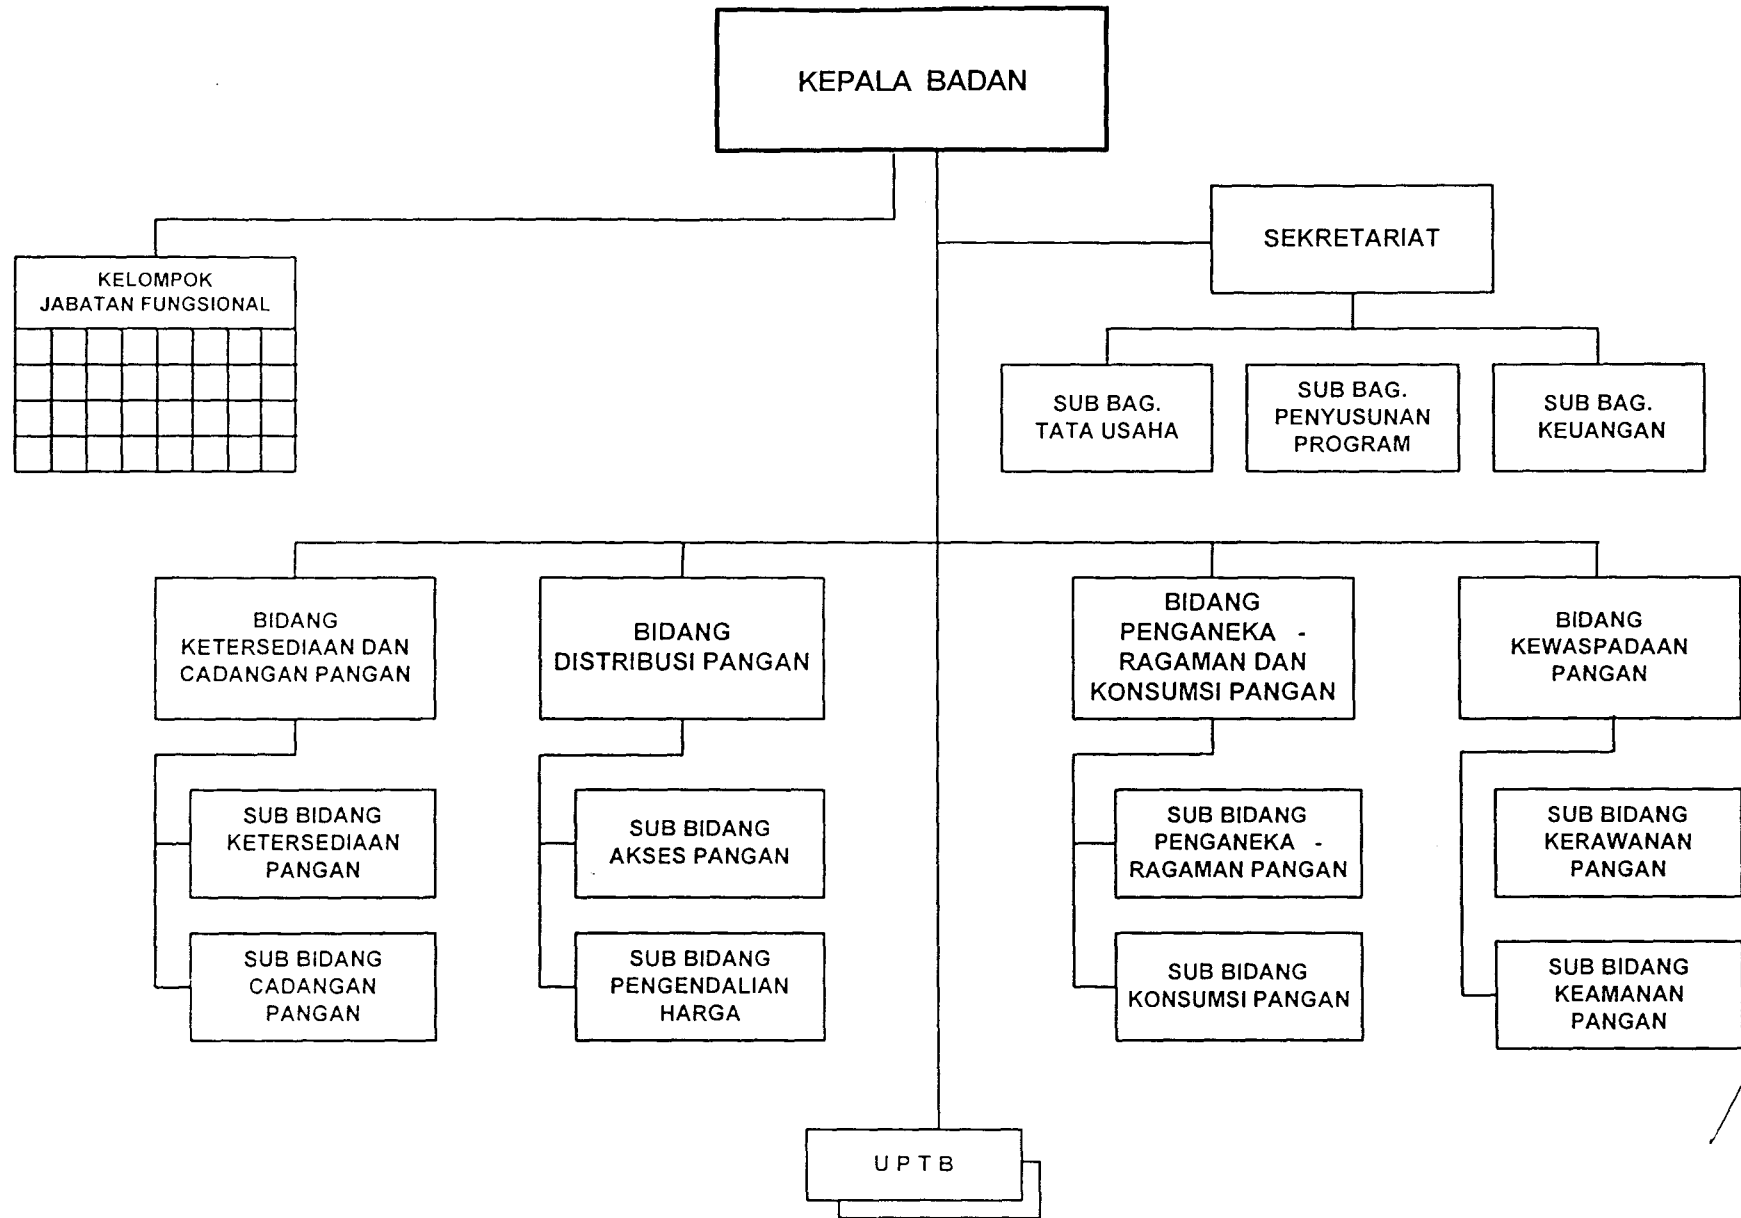 KEPALA BADAN
SEKRETARIAT
KELOMPOK
JABATAN FUNGSIONAL
SUB BAG.
TATA USAHA
SUB BAG.
PENYUSUNAN
PROGRAM
SUB BAG.
KEUANGAN
BIDANG
KETERSEDIAAN DAN
CADANGAN PANGAN
BIDANG
DISTRIBUSI PANGAN
BIDANG
PENGANEKA -
RAGAMAN DAN
KONSUMSI PANGAN
BIDANG
KEWASPADAAN
PANGAN
SUB BIDANG
KETERSEDIAAN
PANGAN
SUB BIDANG
AKSES PANGAN
SUB BIDANG
PENGANEKA -
RAGAMAN PANGAN
SUB BIDANG
KERAWANAN
PANGAN
SUB BIDANG
CADANGAN
PANGAN
SUB BIDANG
PENGENDALIAN
HARGA
SUB BIDANG
KONSUMSI PANGAN
SUB BIDANG
KEAMANAN
PANGAN
U P T B